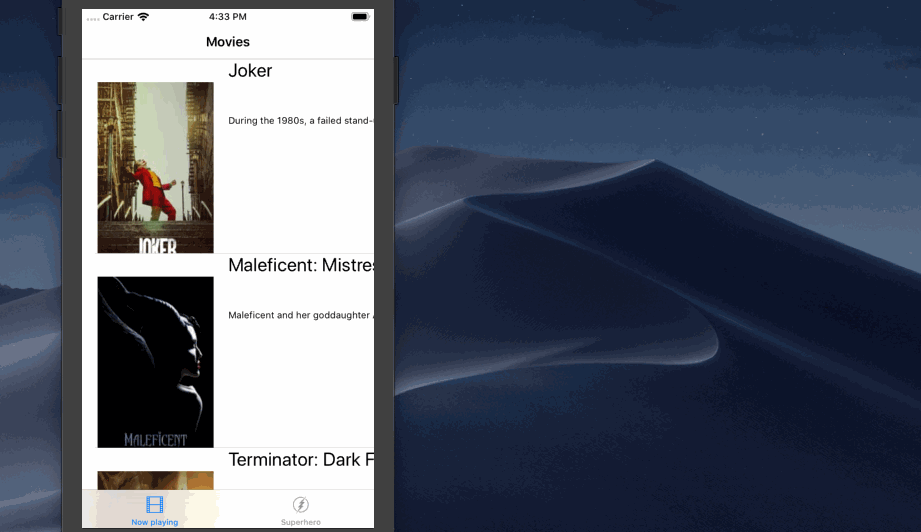 Carrier 4:33 PM
Movies
Joker
During the 1980s, a failed stand-
JOKER
Maleficent: Mistres
Maleficent and her goddaughter
MALEFICENT
Terminator: Dark F
Now playing
Superhero